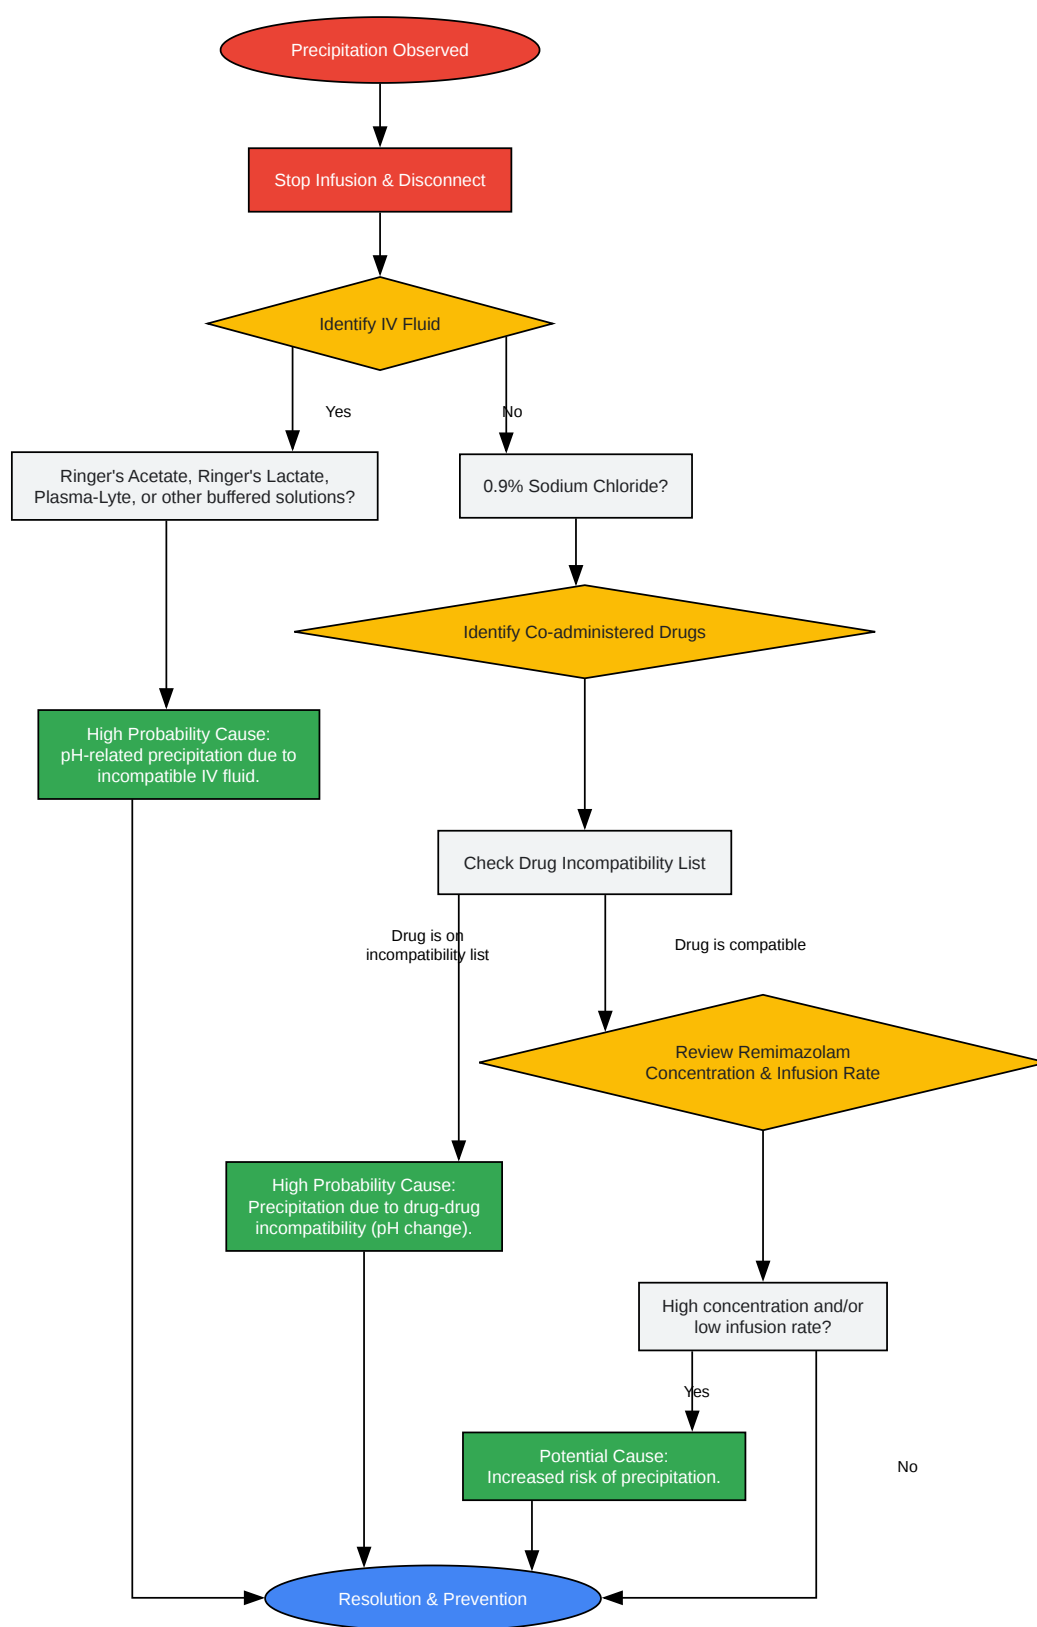 Precipitation Observed
Stop Infusion & Disconnect
Identify IV Fluid
Yes
No
Ringer's Acetate, Ringer's Lactate,
Plasma-Lyte, or other buffered solutions?
0.9% Sodium Chloride?
Identify Co-administered Drugs
High Probability Cause:
pH-related precipitation due to
incompatible IV fluid.
Check Drug Incompatibility List
Drug is on
incompatibility list
Drug is compatible
Review Remimazolam
Concentration & Infusion Rate
High Probability Cause:
Precipitation due to drug-drug
incompatibility (pH change).
High concentration and/or
low infusion rate?
Yes
Potential Cause:
Increased risk of precipitation.
No
Resolution & Prevention